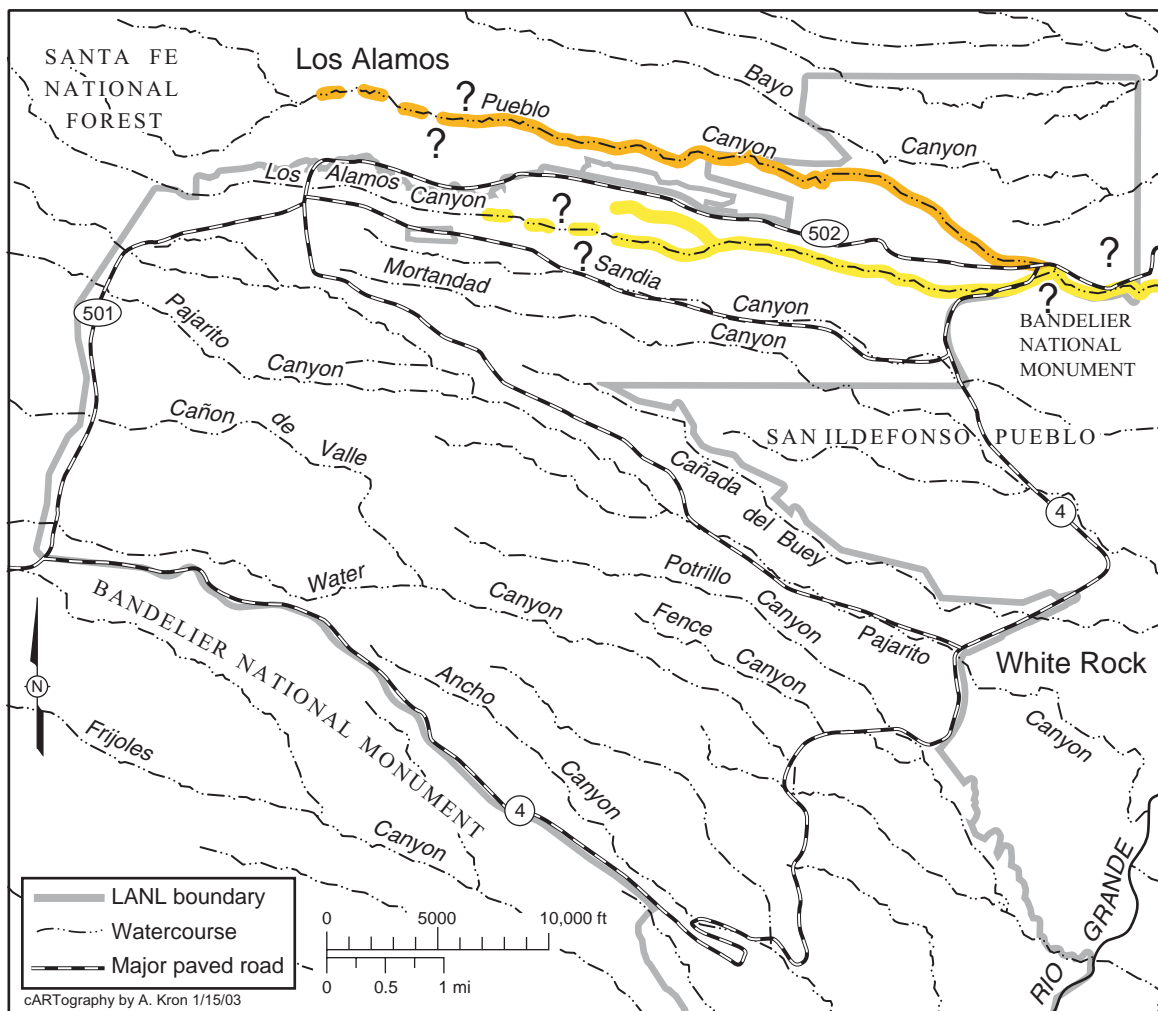 SANTA FE
NATIONAL
FOREST
Los Alamos
Bayo
Canyon
?
Pueblo
Canyon
?
Los Alamos
Canyon
?
502
?
?
Sandia
Canyon
Mortandad
Canyon
?
BANDELIER
NATIONAL
MONUMENT
501
Pajarito
Canyon
Cañon de Valle
SAN ILDEFONSO PUEBLO
Cañada del Buey
4
Water
Canyon
Potrillo
Canyon
Fence
Canyon
Pajarito
Canyon
White Rock
BANDELIER NATIONAL MONUMENT
Ancho
Canyon
N
Frijoles
Canyon
4
RIO GRANDE
LANL boundary
Watercourse
Major paved road
0 5000 10,000 ft
0 0.5 1 mi
cARTography by A. Kron 1/15/03